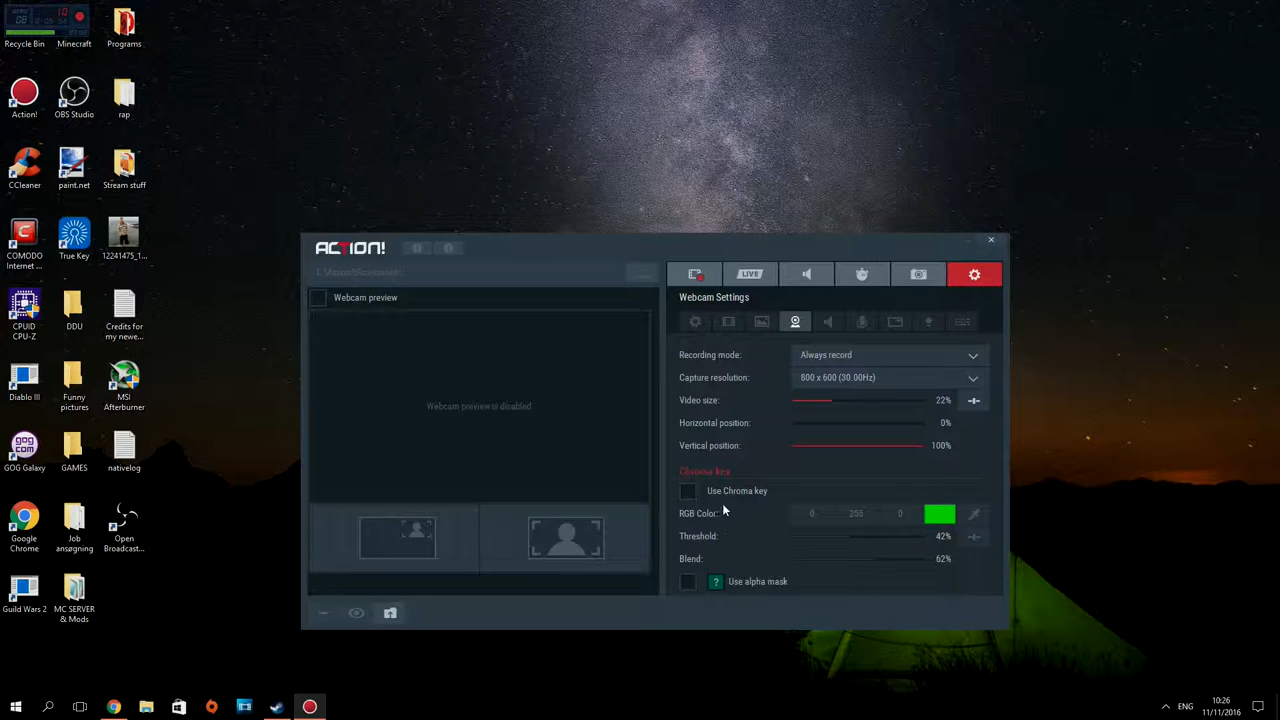 Recycle Bin
Minecraft
Programs
Action!
OBS Studio
rap
CCleaner
paint.net
Stream stuff
COMODO
Internet ...
True Key
12241475_1...
CPUID
CPU-Z
DDU
Credits for
my newe...
Diablo III
Funny
pictures
MSI
Afterburner
GOG Galaxy
GAMES
nativelog
Google
Chrome
Job
ansøgning
Open
Broadcast...
Guild Wars 2
MC SERVER
& Mods
ACTION!
Webcam preview
Webcam preview is disabled
LIVE
Webcam Settings
Recording mode:
Always record
Capture resolution:
800 x 600 (30.00Hz)
Video size:
22%
Horizontal position:
0%
Vertical position:
100%
Chroma key
Use Chroma key
RGB Color:
0
255
0
Threshold:
42%
Blend:
62%
?
Use alpha mask
ENG
10:26
11/11/2016